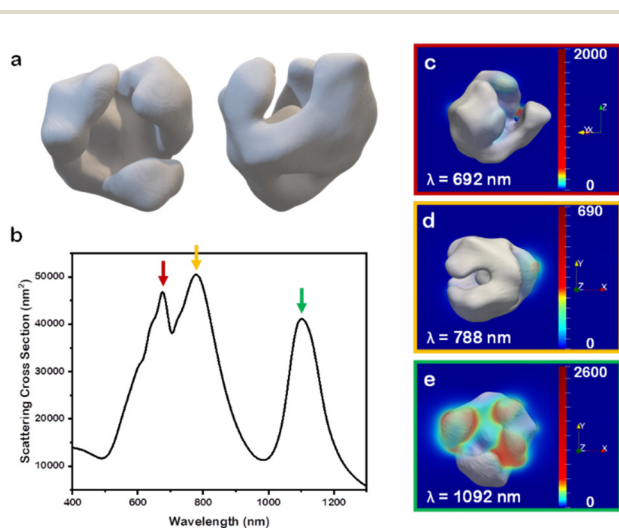 a
b
Scattering Cross Section (nm²)
50000
40000
30000
20000
10000
400
600
800
1000
1200
Wavelength (nm)
c
2000
0
Z
YX
λ = 692 nm
d
690
0
Y
Z
X
λ = 788 nm
e
2600
0
Y
Z
X
λ = 1092 nm